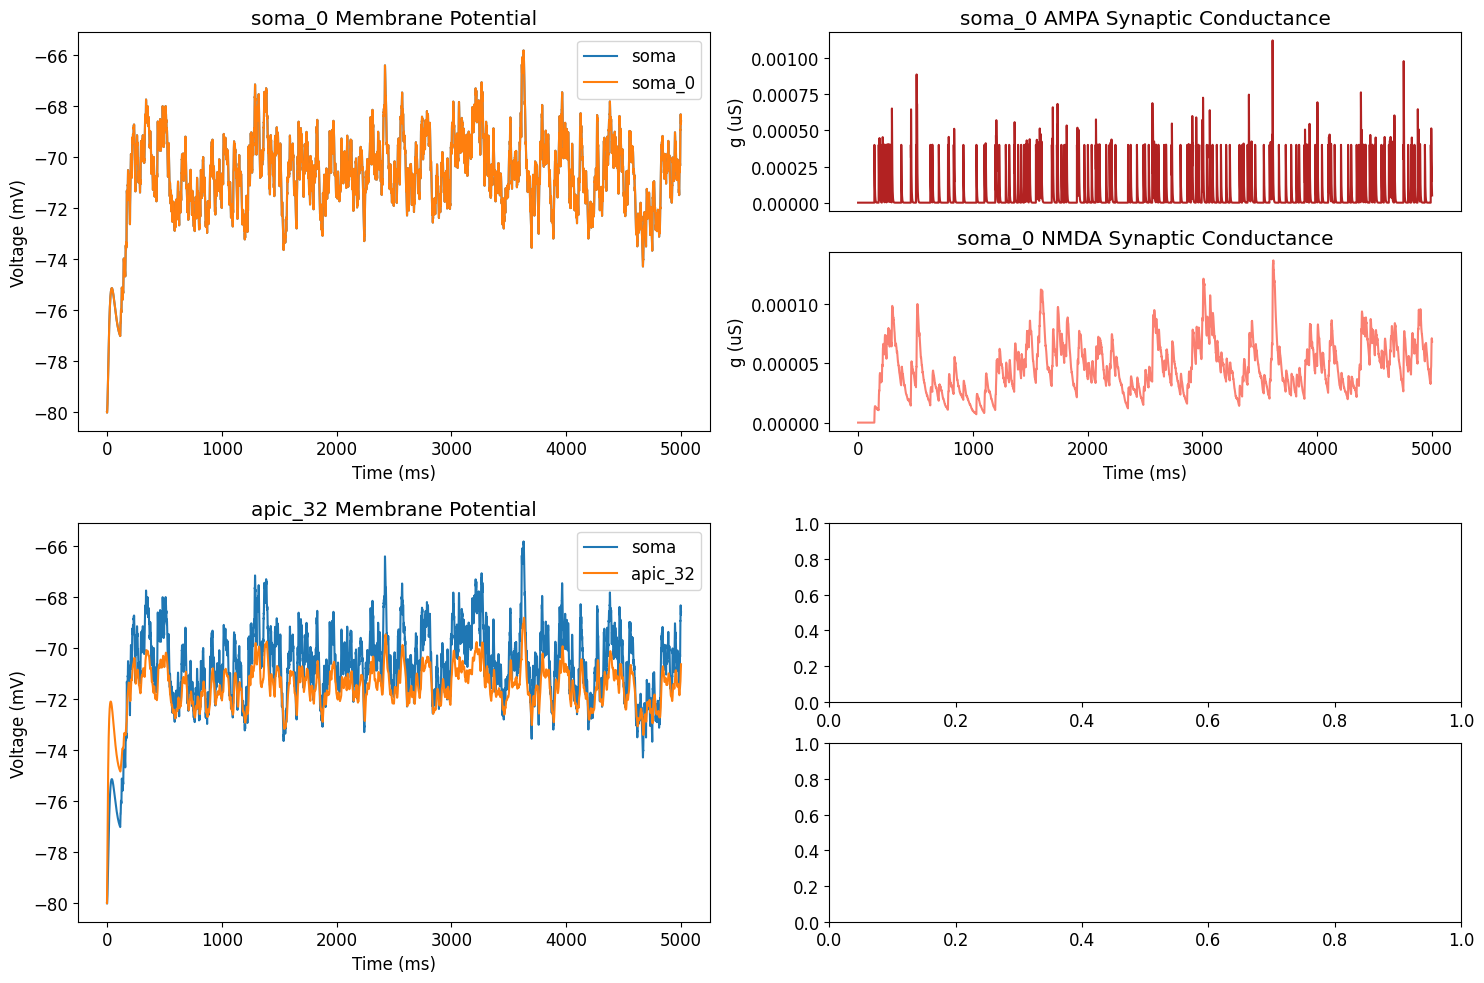 soma_0 Membrane Potential
Voltage (mV)
−66
−68
−70
−72
−74
−76
−78
−80
soma
soma_0
0 1000 2000 3000 4000 5000
Time (ms)
soma_0 AMPA Synaptic Conductance
g (uS)
0.00100
0.00075
0.00050
0.00025
0.00000
soma_0 NMDA Synaptic Conductance
g (uS)
0.00010
0.00005
0.00000
0 1000 2000 3000 4000 5000
Time (ms)
apic_32 Membrane Potential
Voltage (mV)
−66
−68
−70
−72
−74
−76
−78
−80
soma
apic_32
0 1000 2000 3000 4000 5000
Time (ms)
1.0
0.8
0.6
0.4
0.2
0.0
0.0 0.2 0.4 0.6 0.8 1.0
1.0
0.8
0.6
0.4
0.2
0.0
0.0 0.2 0.4 0.6 0.8 1.0